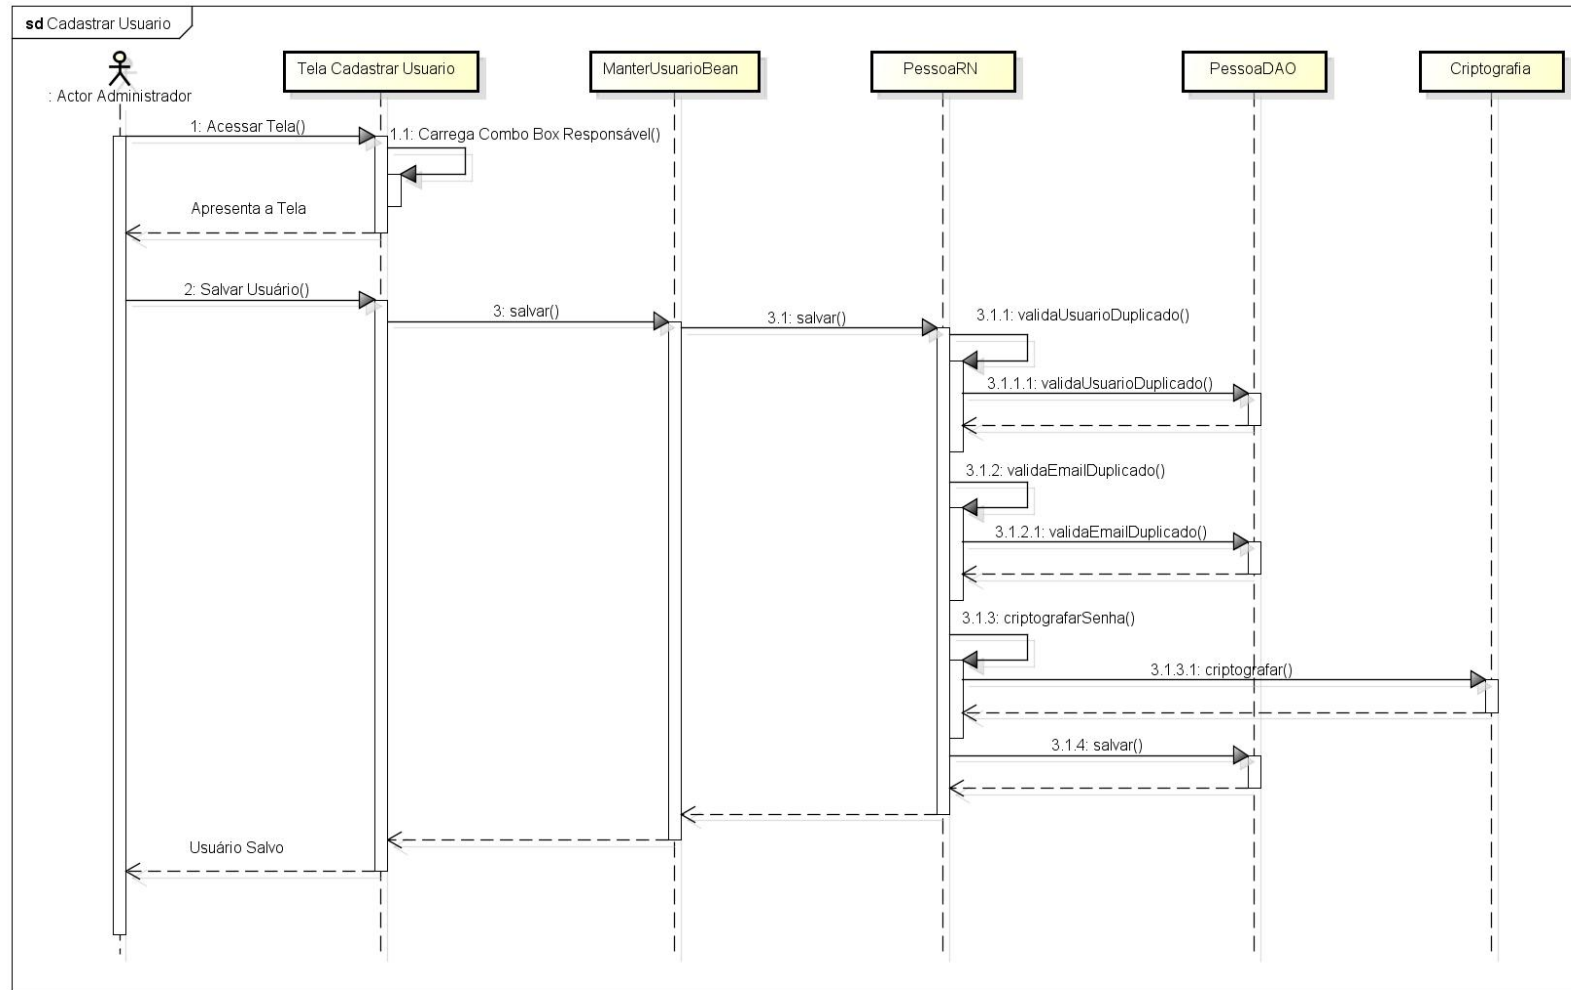 sd Cadastrar Usuario
: Actor Administrador
Tela Cadastrar Usuario
ManterUsuarioBean
PessoaRN
PessoaDAO
Criptografia
1: Acessar Tela()
1.1: Carrega Combo Box Responsável()
Apresenta a Tela
2: Salvar Usuário()
3: salvar()
3.1: salvar()
3.1.1: validaUsuarioDuplicado()
3.1.1.1: validaUsuarioDuplicado()
3.1.2: validaEmailDuplicado()
3.1.2.1: validaEmailDuplicado()
3.1.3: criptografarSenha()
3.1.3.1: criptografar()
3.1.4: salvar()
Usuário Salvo